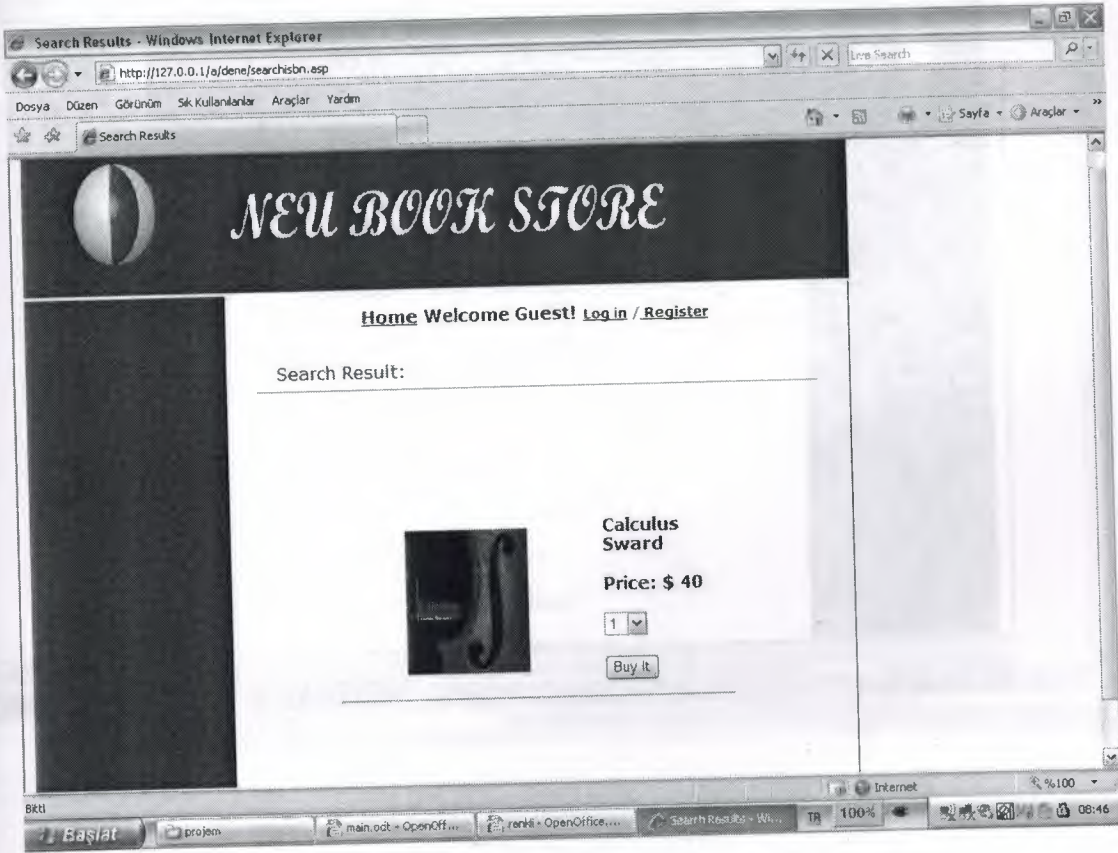 Search Results - Windows Internet Explorer
http://127.0.0.1/a/dene/searchisbn.asp
Live Search
Dosya Düzen Görünüm Sık Kullanılanlar Araçlar Yardım
Search Results
Sayfa
Araçlar
NEU BOOK STORE
Home Welcome Guest! Log in / Register
Search Result:
Calculus
Sward
Price: $ 40
1
Buy It
Bitti
Internet
%100
Başlat
projem
main.odt - OpenOff...
renkli - OpenOffice....
Search Results - Wi...
TR
100%
08:46